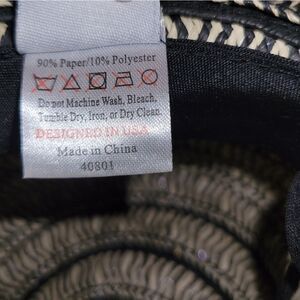 90% Paper/10% Polyester
Do not Machine Wash, Bleach,
Tumble Dry, Iron, or Dry Clean.
DESIGNED IN USA
Made in China
40801